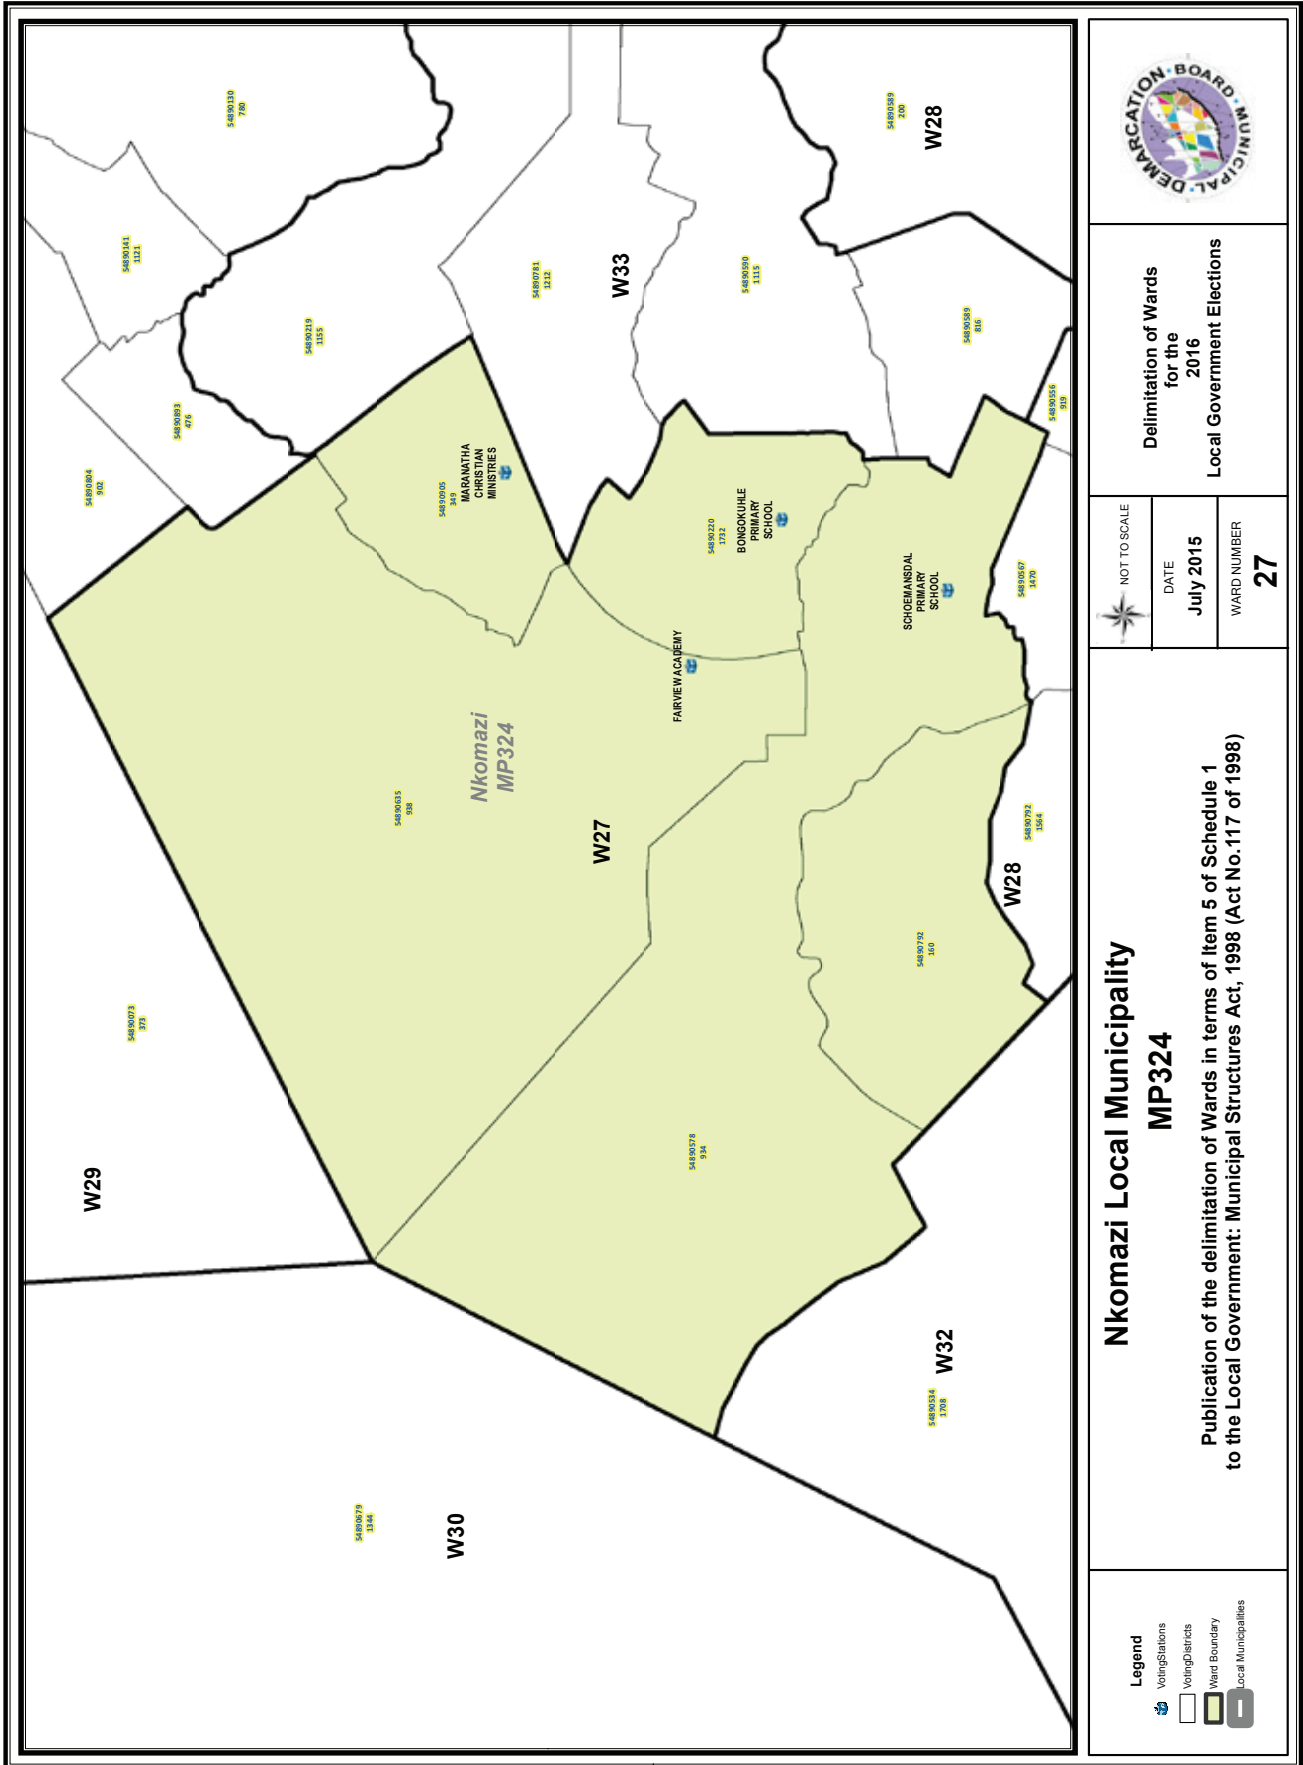 54890130
780
54890141
1121
54890219
1155
54890893
476
54890804
902
54890781
1212
W33
54890590
1115
54890589
200
W28
54890589
816
54890556
919
54890567
1470
54890905
349
MARANATHA
CHRISTIAN
MINISTRIES
54890220
1732
BONGOKUHLE
PRIMARY
SCHOOL
SCHOEMANSDAL
PRIMARY
SCHOOL
FAIRVIEW ACADEMY
Nkomazi
MP324
54890635
938
W27
54890792
1564
W28
54890792
160
54890073
373
W29
54890578
934
W32
54890534
1708
54890679
1344
W30
Legend
VotingStations
VotingDistricts
Ward Boundary
Local Municipalities
Nkomazi Local Municipality
MP324
Publication of the delimitation of Wards in terms of Item 5 of Schedule 1
to the Local Government: Municipal Structures Act, 1998 (Act No.117 of 1998)
NOT TO SCALE
DATE
July 2015
WARD NUMBER
27
Delimitation of Wards
for the
2016
Local Government Elections
MUNICIPAL DEMARCATION BOARD